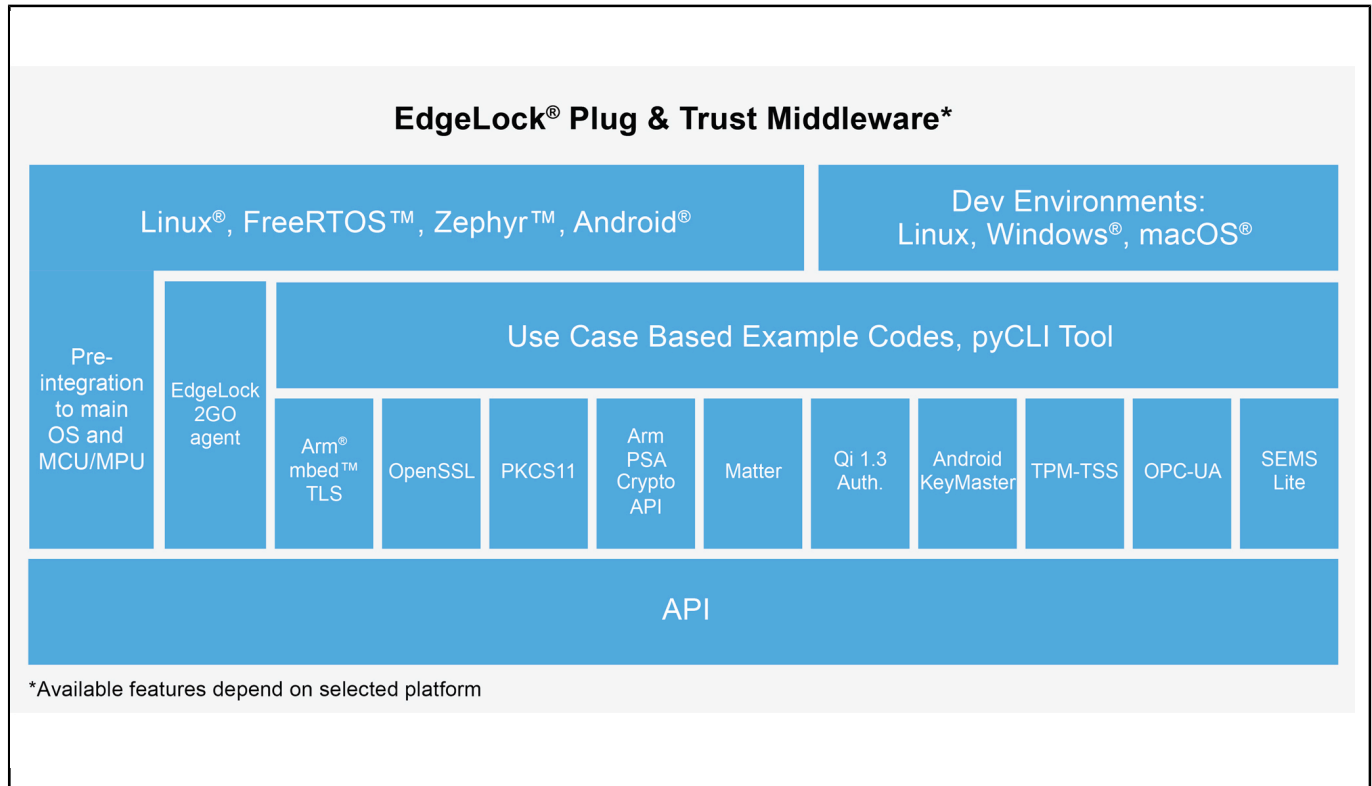 EdgeLock® Plug & Trust Middleware*
Linux®, FreeRTOS™, Zephyr™, Android®
Dev Environments:
Linux, Windows®, macOS®
Pre-
integration
to main
OS and
MCU/MPU
EdgeLock
2GO
agent
Use Case Based Example Codes, pyCLI Tool
Arm®
mbed™
TLS
OpenSSL
PKCS11
Arm
PSA
Crypto
API
Matter
Qi 1.3
Auth.
Android
KeyMaster
TPM-TSS
OPC-UA
SEMS
Lite
API
*Available features depend on selected platform